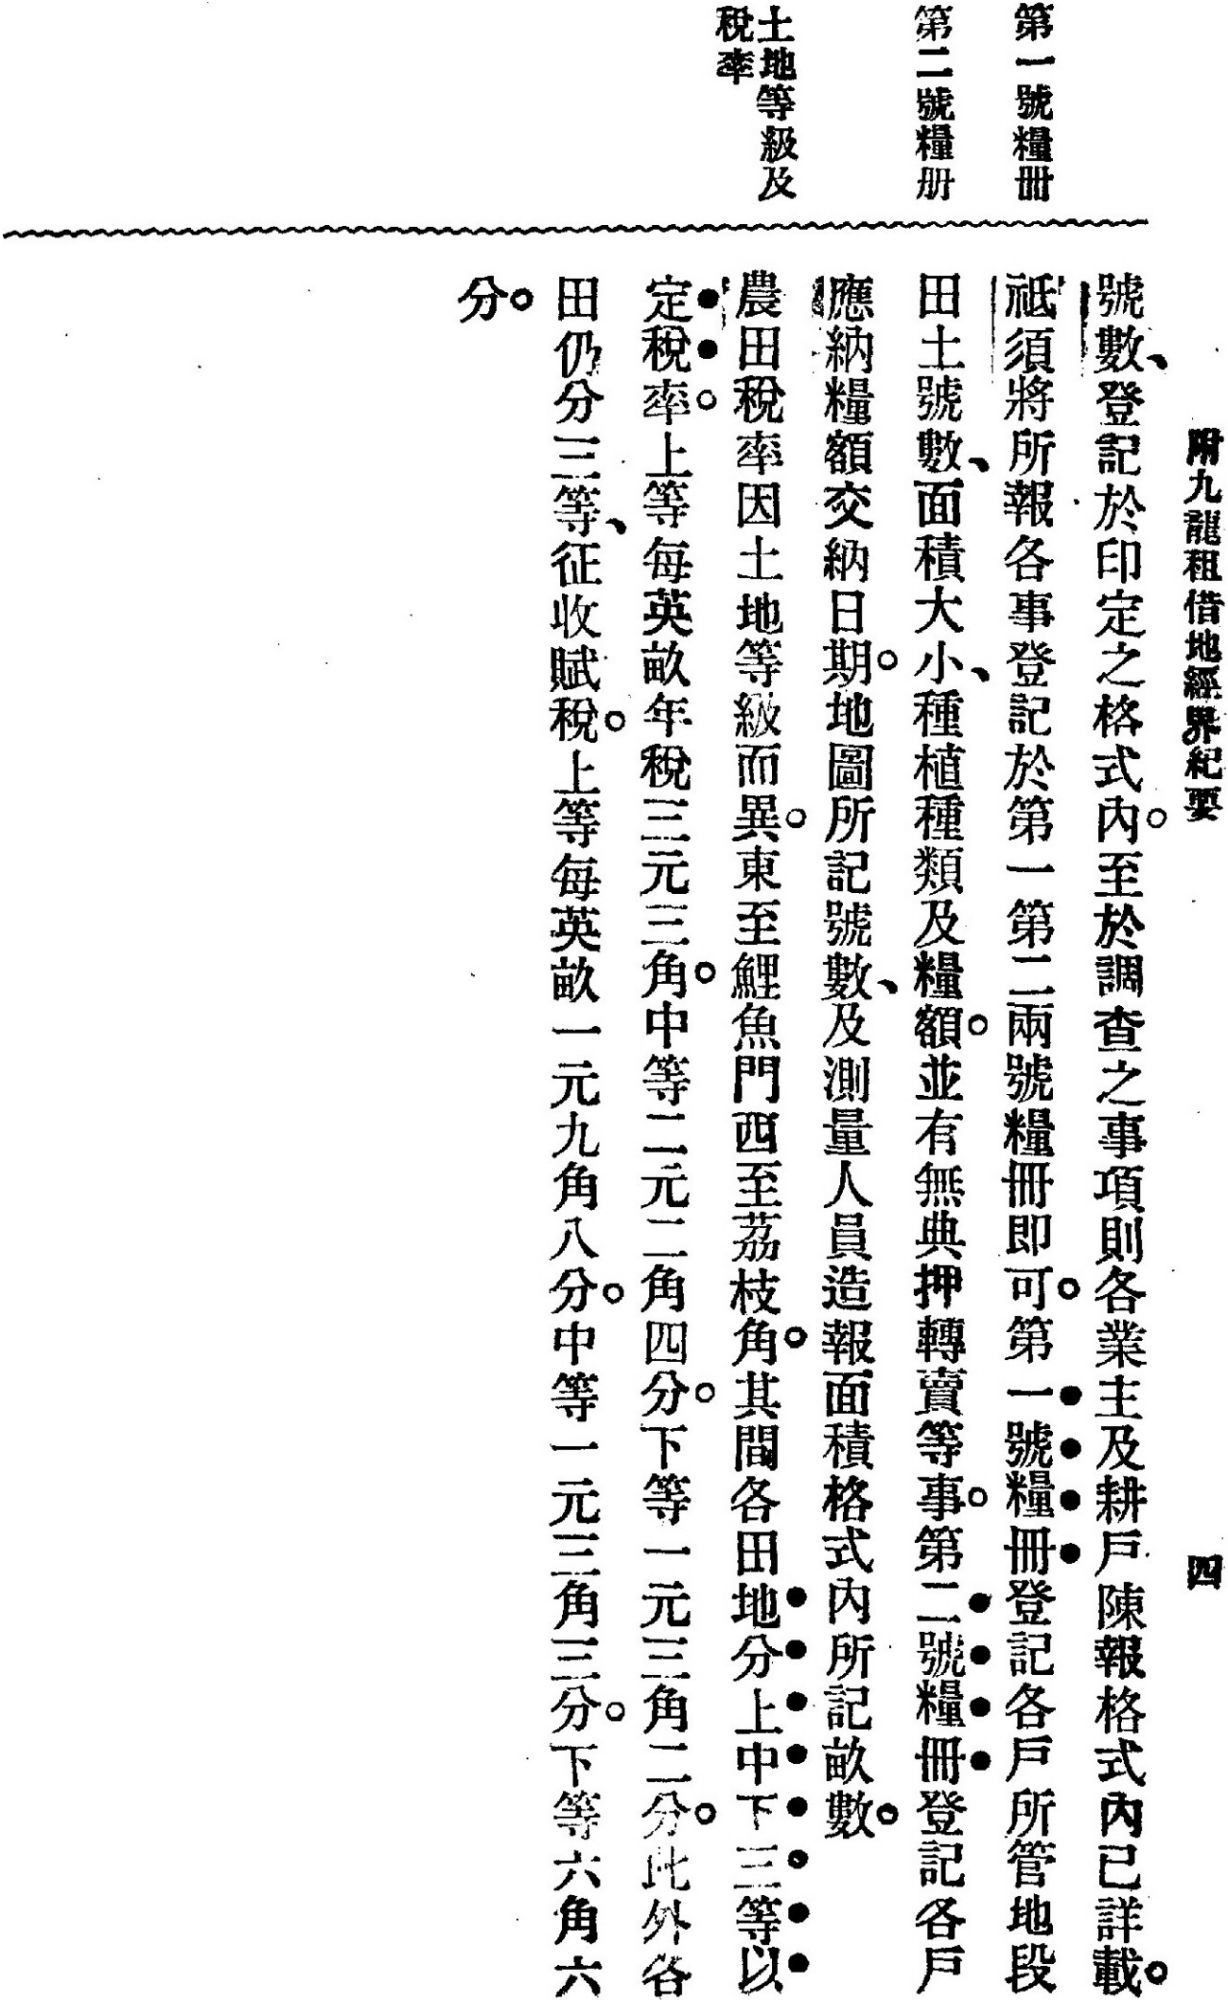 附九龍租借地經界紀要
四
第一號糧冊
第二號糧册
土地等級及
稅率
號數、登記於印定之格式內。至於調查之事項則各業主及耕戶陳報格式內已詳載。
祗須將所報各事登記於第一第二兩號糧冊即可。第一號糧冊登記各戶所管地段
田土號數、面積大小、種植種類及糧額。並有無典押轉賣等事。第二號糧冊登記各戶
應納糧額交納日期。地圖所記號數、及測量人員造報面積格式內所記畝數。
農田稅率因土地等級而異。東至鯉魚門西至茘枝角。其間各田地分上中下三等以
定稅率。上等每英畝年稅三元三角。中等二元二角四分。下等一元三角二分。此外各
田仍分三等、征收賦稅。上等每英畝一元九角八分。中等一元三角三分。下等六角六
分。